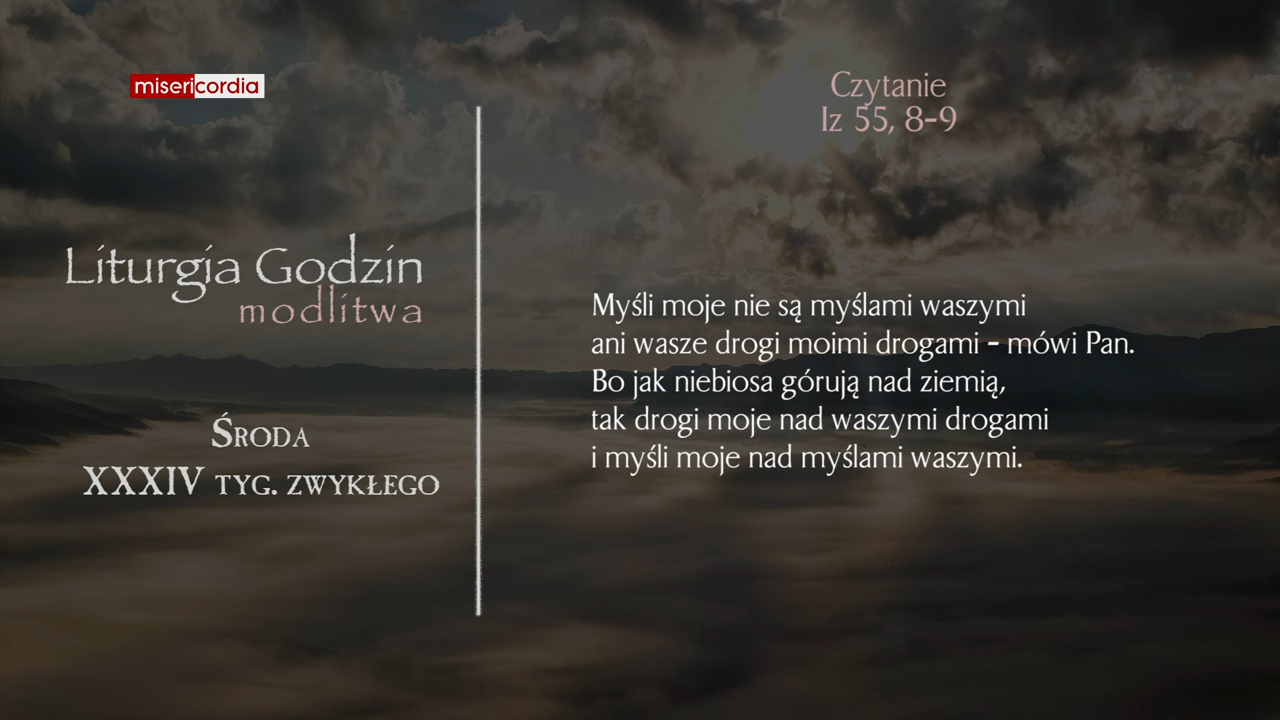 misericordia
Liturgia Godzin
modlitwa
Środa
XXXIV tyg. zwykłego
Czytanie
Iz 55, 8-9
Myśli moje nie są myślami waszymi
ani wasze drogi moimi drogami - mówi Pan.
Bo jak niebiosa górują nad ziemią,
tak drogi moje nad waszymi drogami
i myśli moje nad myślami waszymi.